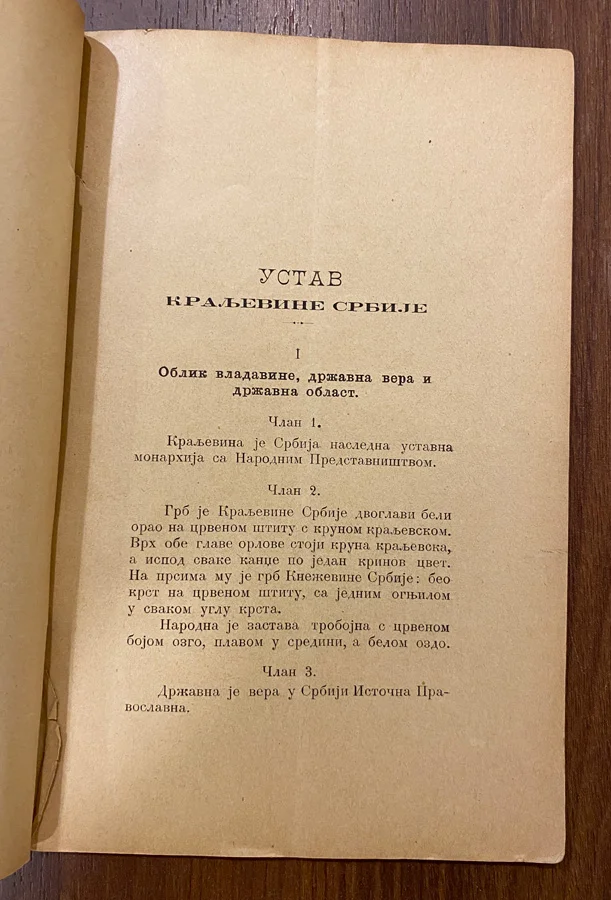 УСТАВ
КРАЉЕВИНЕ СРБИЈЕ
I
Облик владавине, државна вера и
државна област.
Члан 1.
Краљевина је Србија наследна уставна
монархија са Народним Представништвом.
Члан 2.
Грб је Краљевине Србије двоглави бели
орао на црвеном штиту с круном краљевском.
Врх обе главе орлове стоји круна краљевска,
а испод сваке канџе по један кринов цвет.
На прсима му је грб Кнежевине Србије: бео
крст на црвеном штиту, са једним огњилом
у сваком углу крста.
Народна је застава тробојна с црвеном
бојом озго, плавом у средини, а белом оздо.
Члан 3.
Државна је вера у Србији Источна Пра-
вославна.